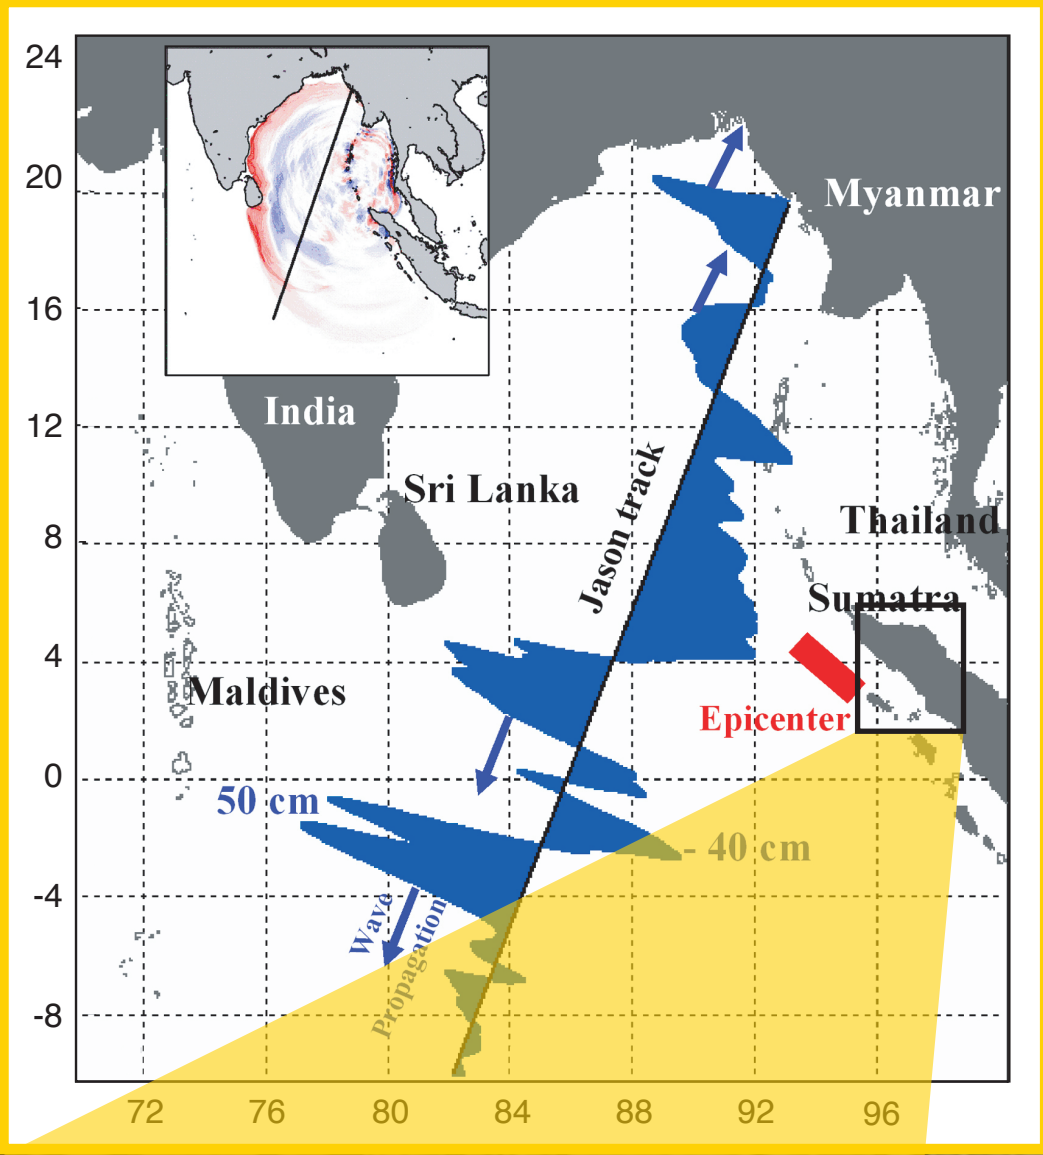 24
20
16
12
8
4
0
-4
-8
Myanmar
India
Sri Lanka
Jason track
Thailand
Sumatra
Maldives
Epicenter
50 cm
- 40 cm
Wave
Propagation
72 76 80 84 88 92 96